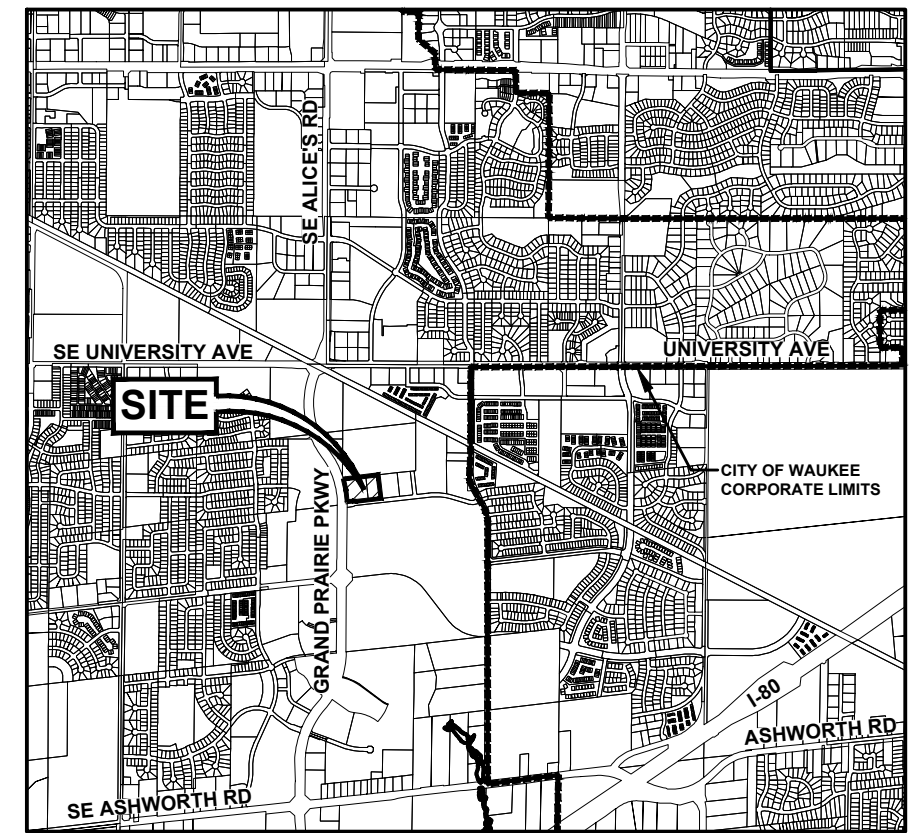 SE ALICE'S RD
SE UNIVERSITY AVE
UNIVERSITY AVE
SITE
CITY OF WAUKEE
CORPORATE LIMITS
GRAND PRAIRIE PKWY
I-80
ASHWORTH RD
SE ASHWORTH RD